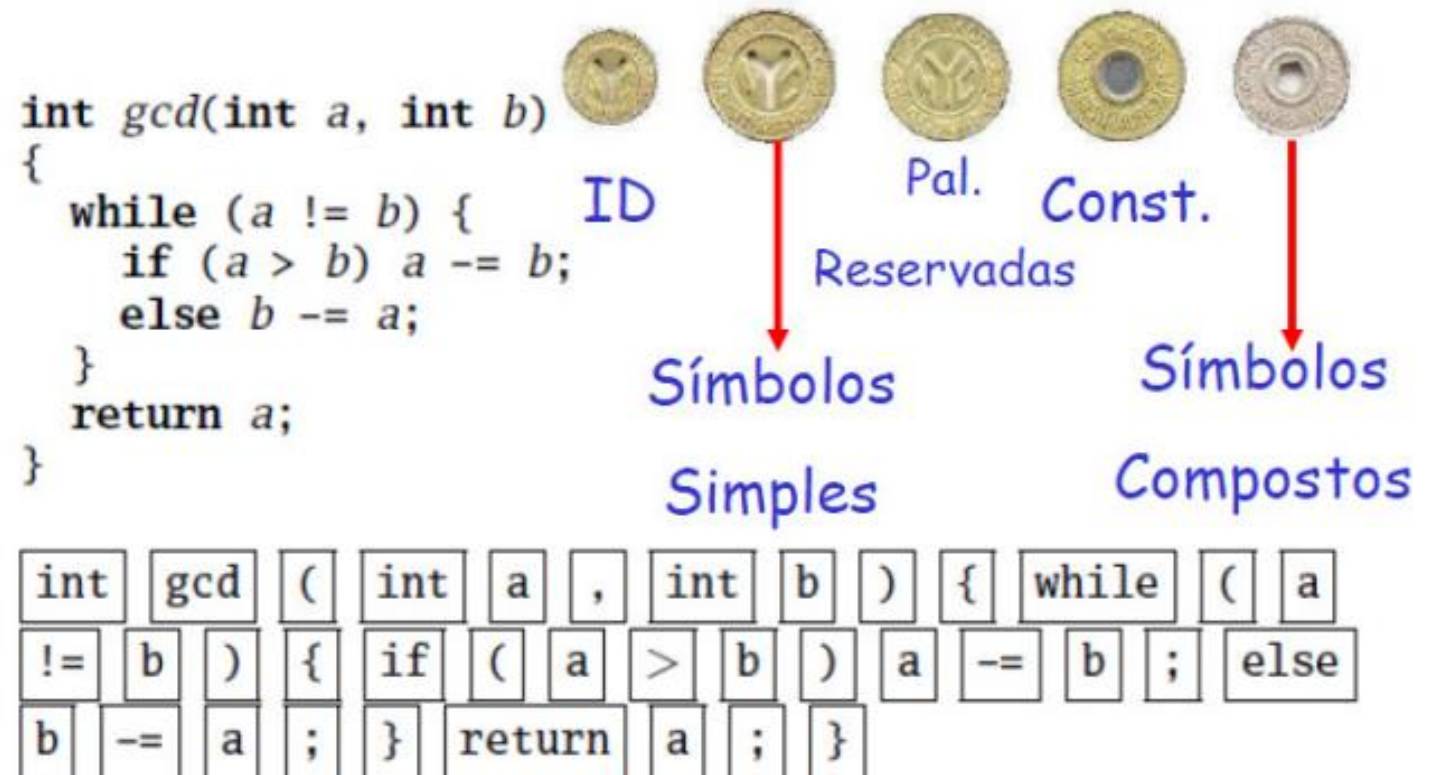 int gcd(int a, int b)
{
while (a != b) {
if (a > b) a -= b;
else b -= a;
}
return a;
}
ID
Pal.
Reservadas
Const.
Símbolos
Simples
Símbolos
Compostos
int gcd ( int a , int b ) { while ( a
!= b ) { if ( a > b ) a -= b ; else
b -= a ; } return a ; }